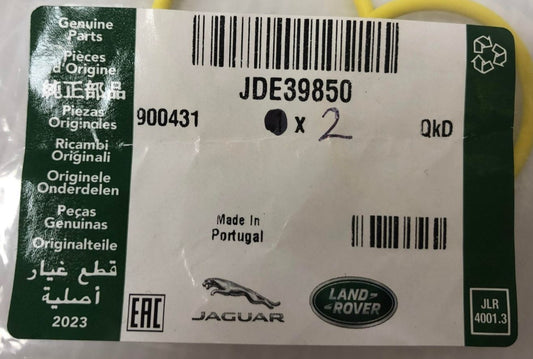 Genuine
Parts
Pièces
d'Origine
純正部品
Piezas
Originales
Ricambi
Originali
Originele
Onderdelen
Peças
Genuinas
Originalteile
قطع غيار
أصلية
2023
JDE39850
900431
x 2
QkD
Made In
Portugal
EAC
JAGUAR
LAND-
-ROVER
JLR
4001.3